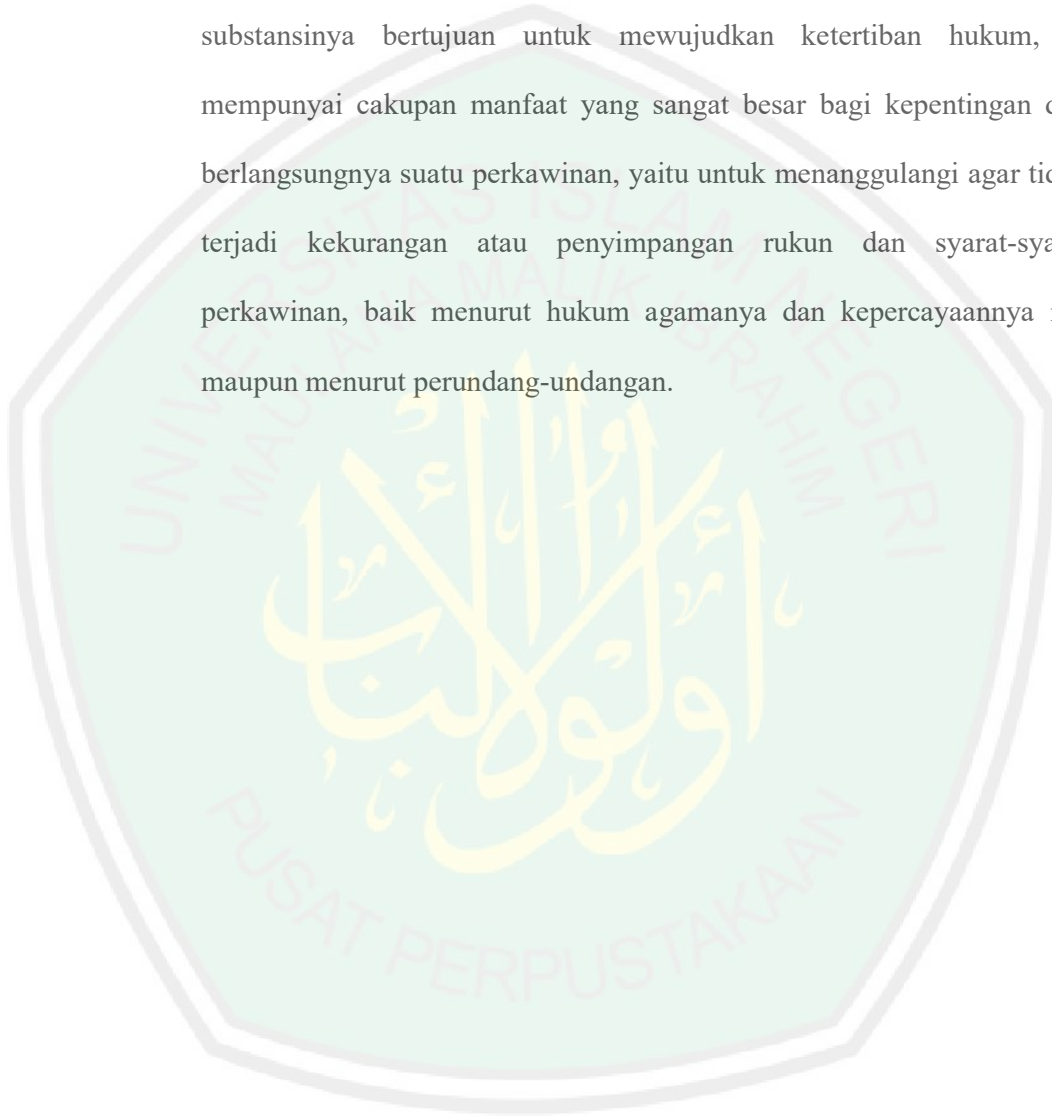 substansinya bertujuan untuk mewujudkan ketertiban hukum,
mempunyai cakupan manfaat yang sangat besar bagi kepentingan
berlangsungnya suatu perkawinan, yaitu untuk menanggulangi agar
terjadi kekurangan atau penyimpangan rukun dan
perkawinan, baik menurut hukum agamanya dan kepercayaannya
maupun menurut perundang-undangan.
UNIVERSITAS ISLAM NEGERI
MAULANA MALIK IBRAHIM
أولوا الألباب
PUSAT PERPUSTAKAAN